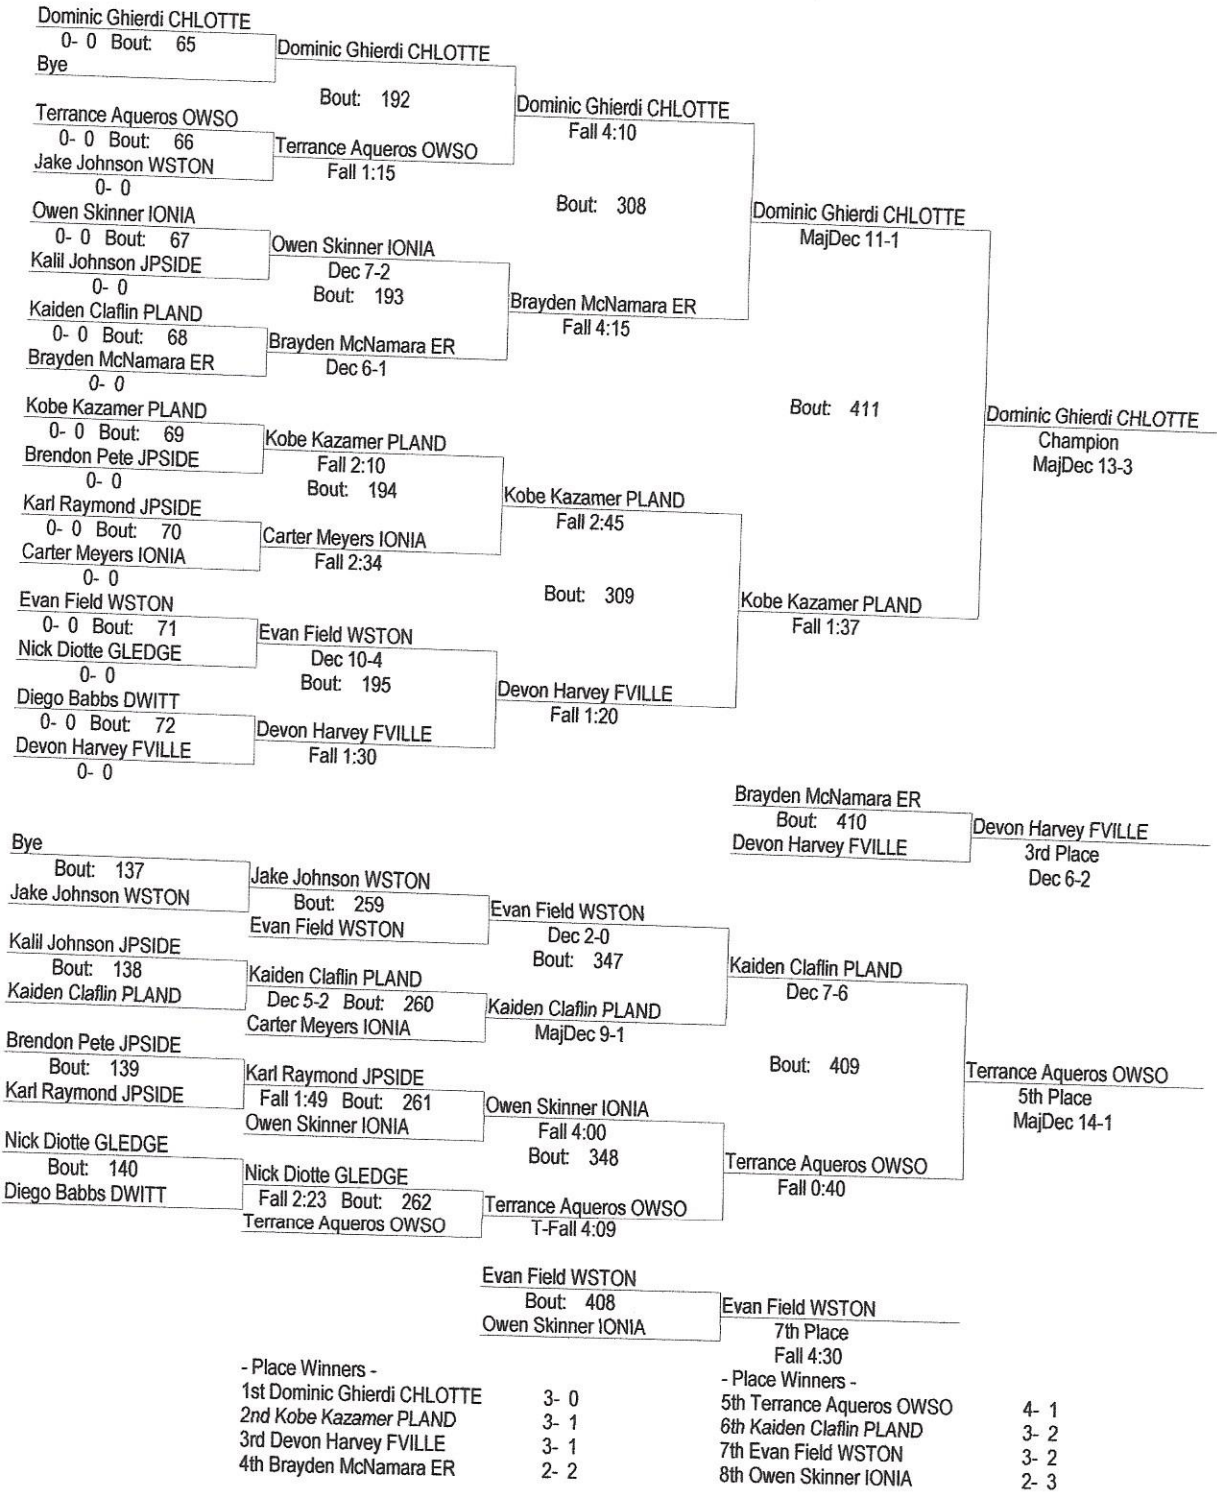 Dominic Ghierdi CHLOTTE
0- 0 Bout: 65
Bye
Dominic Ghierdi CHLOTTE
Bout: 192
Terrance Aqueros OWSO
0- 0 Bout: 66
Jake Johnson WSTON
0- 0
Terrance Aqueros OWSO
Fall 1:15
Dominic Ghierdi CHLOTTE
Fall 4:10
Bout: 308
Owen Skinner IONIA
0- 0 Bout: 67
Kalil Johnson JPSIDE
0- 0
Owen Skinner IONIA
Dec 7-2
Bout: 193
Kaiden Claflin PLAND
0- 0 Bout: 68
Brayden McNamara ER
0- 0
Brayden McNamara ER
Dec 6-1
Brayden McNamara ER
Fall 4:15
Dominic Ghierdi CHLOTTE
MajDec 11-1
Bout: 411
Dominic Ghierdi CHLOTTE
Champion
MajDec 13-3
Kobe Kazamer PLAND
0- 0 Bout: 69
Brendon Pete JPSIDE
0- 0
Kobe Kazamer PLAND
Fall 2:10
Bout: 194
Karl Raymond JPSIDE
0- 0 Bout: 70
Carter Meyers IONIA
0- 0
Carter Meyers IONIA
Fall 2:34
Kobe Kazamer PLAND
Fall 2:45
Bout: 309
Evan Field WSTON
0- 0 Bout: 71
Nick Diotte GLEDGE
0- 0
Evan Field WSTON
Dec 10-4
Bout: 195
Diego Babbs DWITT
0- 0 Bout: 72
Devon Harvey FVILLE
0- 0
Devon Harvey FVILLE
Fall 1:30
Devon Harvey FVILLE
Fall 1:20
Kobe Kazamer PLAND
Fall 1:37
Brayden McNamara ER
Bout: 410
Devon Harvey FVILLE
Devon Harvey FVILLE
3rd Place
Dec 6-2
Bye
Bout: 137
Jake Johnson WSTON
Jake Johnson WSTON
Bout: 259
Evan Field WSTON
Evan Field WSTON
Dec 2-0
Bout: 347
Kalil Johnson JPSIDE
Bout: 138
Kaiden Claflin PLAND
Kaiden Claflin PLAND
Dec 5-2 Bout: 260
Carter Meyers IONIA
Kaiden Claflin PLAND
MajDec 9-1
Kaiden Claflin PLAND
Dec 7-6
Bout: 409
Brendon Pete JPSIDE
Bout: 139
Karl Raymond JPSIDE
Karl Raymond JPSIDE
Fall 1:49 Bout: 261
Owen Skinner IONIA
Owen Skinner IONIA
Fall 4:00
Bout: 348
Nick Diotte GLEDGE
Bout: 140
Diego Babbs DWITT
Nick Diotte GLEDGE
Fall 2:23 Bout: 262
Terrance Aqueros OWSO
Terrance Aqueros OWSO
T-Fall 4:09
Terrance Aqueros OWSO
Fall 0:40
Terrance Aqueros OWSO
5th Place
MajDec 14-1
Evan Field WSTON
Bout: 408
Owen Skinner IONIA
Evan Field WSTON
7th Place
Fall 4:30
- Place Winners -
1st Dominic Ghierdi CHLOTTE 3- 0
2nd Kobe Kazamer PLAND 3- 1
3rd Devon Harvey FVILLE 3- 1
4th Brayden McNamara ER 2- 2
- Place Winners -
5th Terrance Aqueros OWSO 4- 1
6th Kaiden Claflin PLAND 3- 2
7th Evan Field WSTON 3- 2
8th Owen Skinner IONIA 2- 3